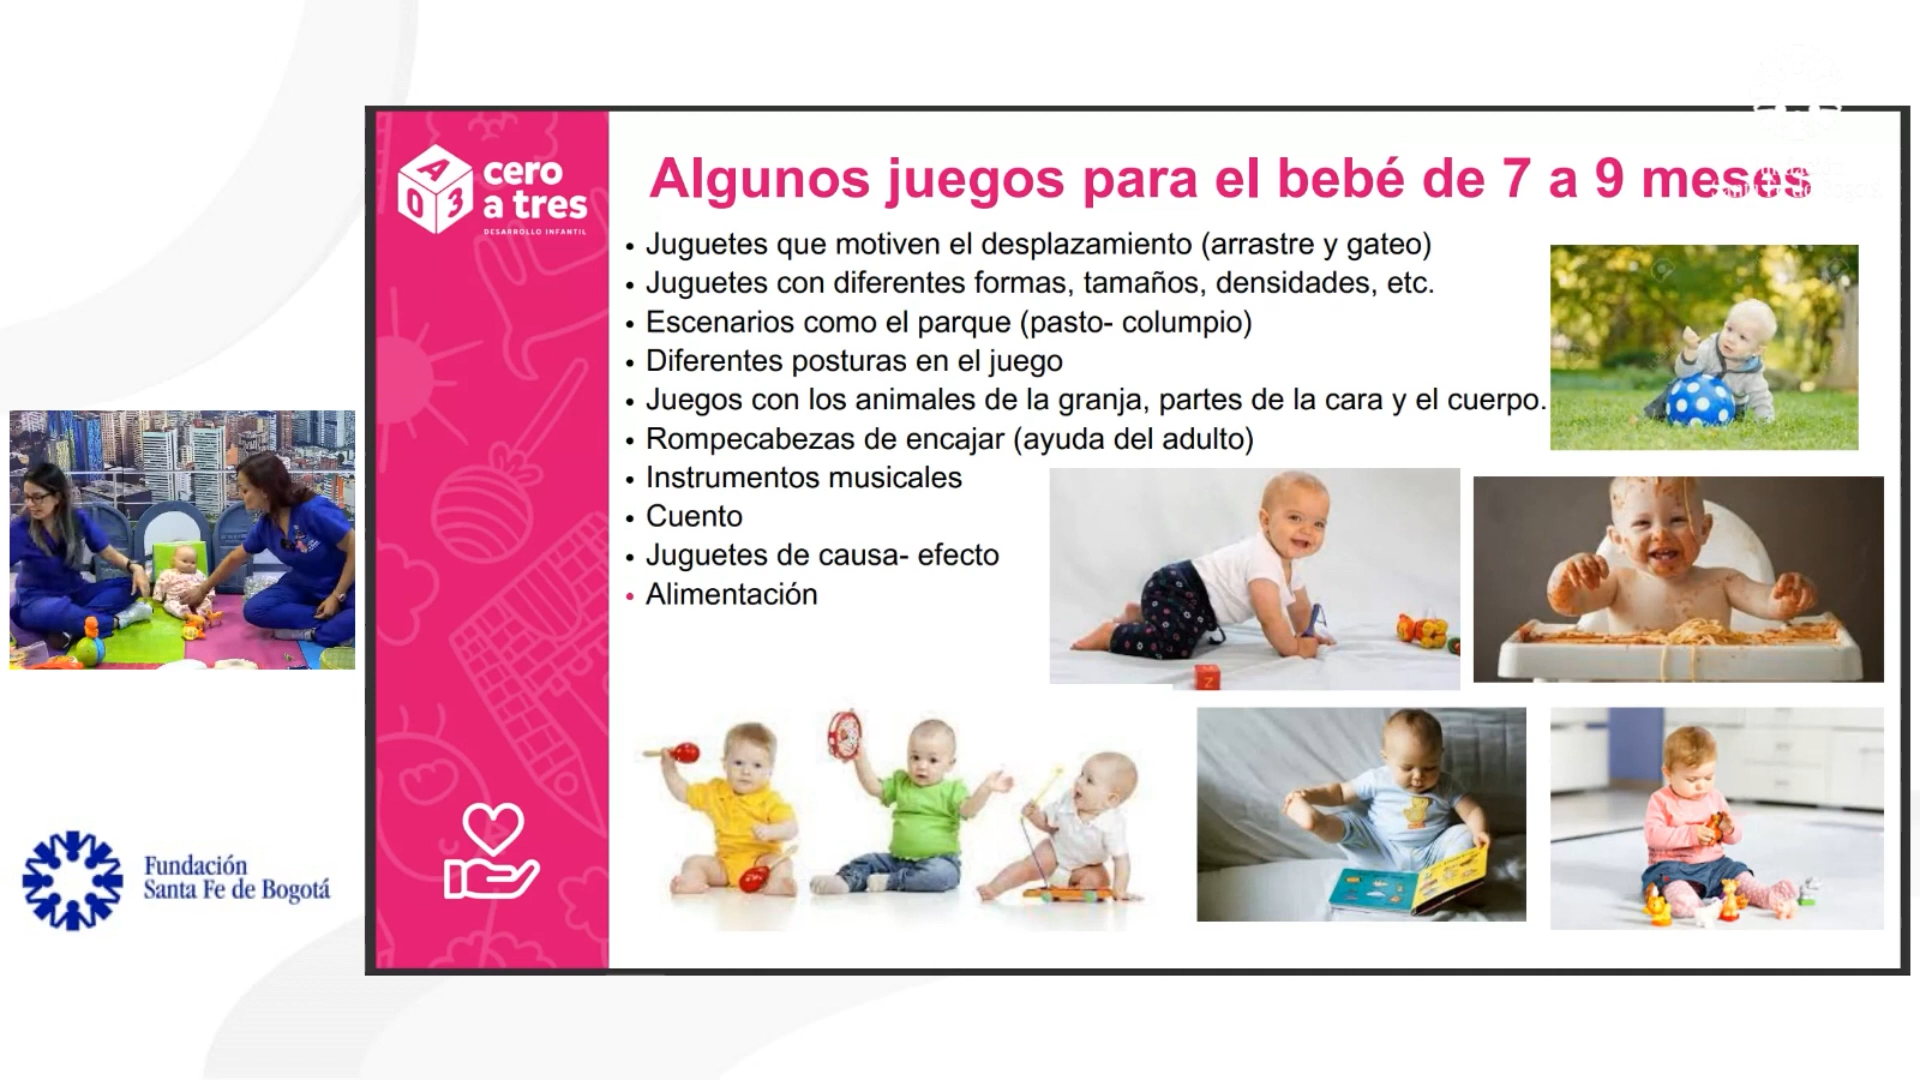 A
0 3
cero
a tres
DESARROLLO INFANTIL
Algunos juegos para el bebé de 7 a 9 meses
• Juguetes que motiven el desplazamiento (arrastre y gateo)
• Juguetes con diferentes formas, tamaños, densidades, etc.
• Escenarios como el parque (pasto- columpio)
• Diferentes posturas en el juego
• Juegos con los animales de la granja, partes de la cara y el cuerpo.
• Rompecabezas de encajar (ayuda del adulto)
• Instrumentos musicales
• Cuento
• Juguetes de causa- efecto
• Alimentación
Z
Fundación
Santa Fe de Bogotá